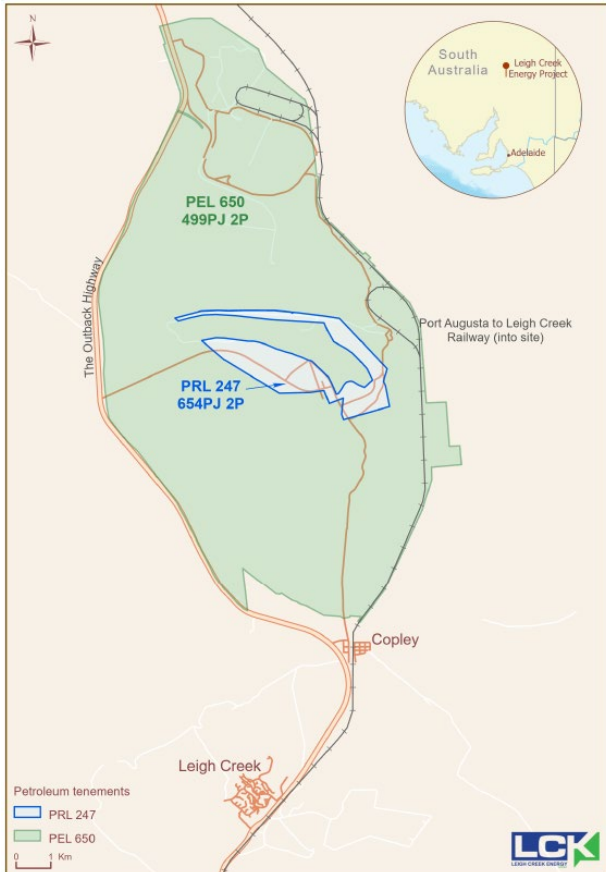 N
South
Australia
Leigh Creek
Energy Project
Adelaide
PEL 650
499PJ 2P
The Outback Highway
Port Augusta to Leigh Creek
Railway (into site)
PRL 247
654PJ 2P
Copley
Leigh Creek
Petroleum tenements
PRL 247
PEL 650
0 1 Km
LCK
LEIGH CREEK ENERGY